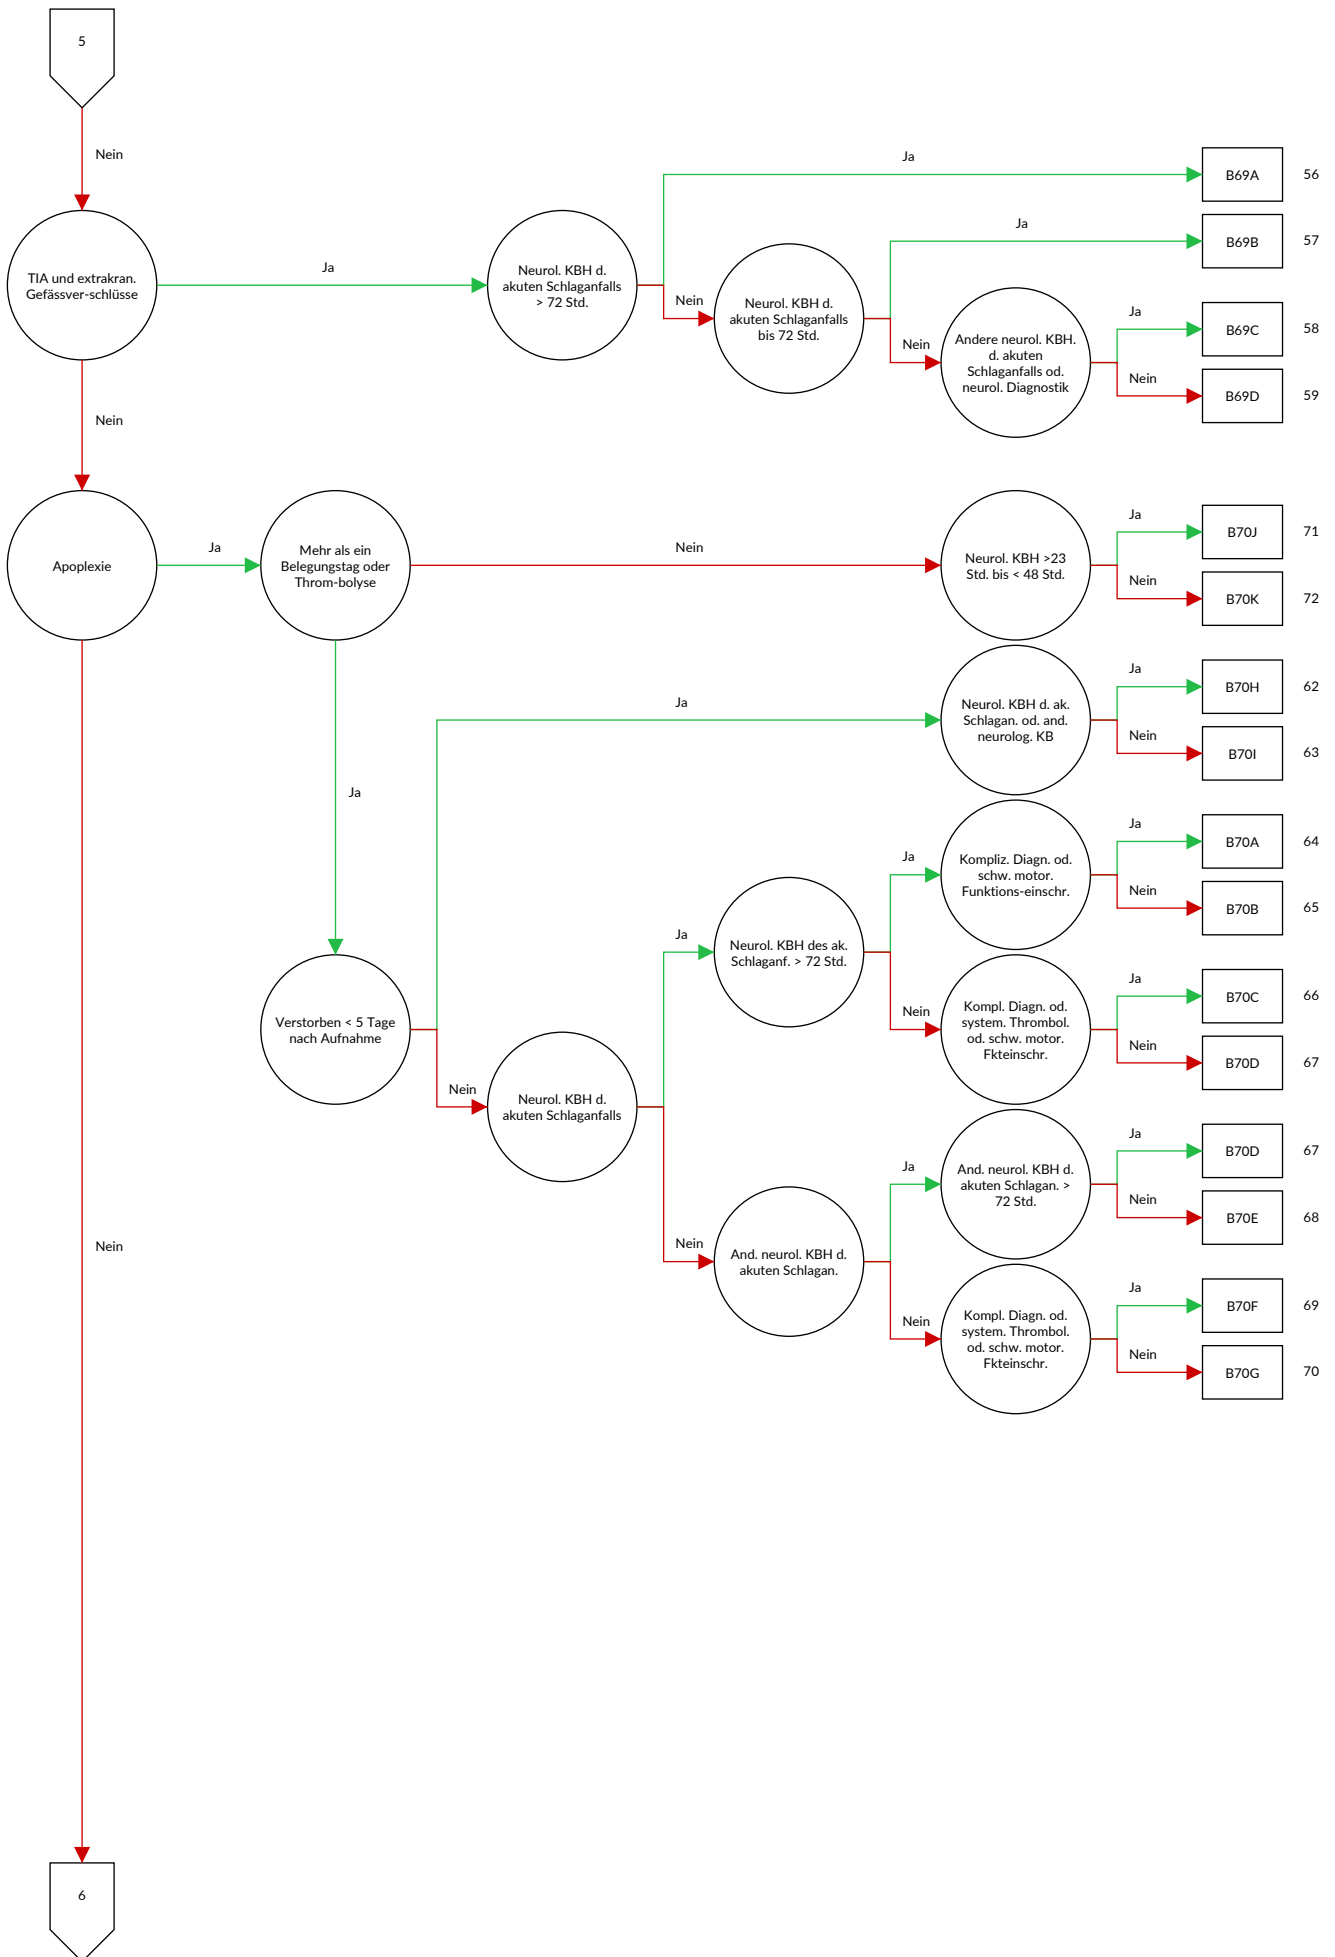 5
Nein
Ja
B69A
56
Ja
B69B
57
TIA und extrakran.
Gefässver-schlüsse
Ja
Neurol. KBH d.
akuten Schlaganfalls
> 72 Std.
Nein
Neurol. KBH d.
akuten Schlaganfalls
bis 72 Std.
Nein
Andere neurol. KBH.
d. akuten
Schlaganfalls od.
neurol. Diagnostik
Ja
B69C
58
Nein
B69D
59
Nein
Apoplexie
Ja
Mehr als ein
Belegungstag oder
Throm-bolyse
Nein
Neurol. KBH >23
Std. bis < 48 Std.
Ja
B70J
71
Nein
B70K
72
Ja
Neurol. KBH d. ak.
Schlagan. od. and.
neurolog. KB
Ja
B70H
62
Nein
B70I
63
Ja
Verstorben < 5 Tage
nach Aufnahme
Nein
Neurol. KBH d.
akuten Schlaganfalls
Ja
Neurol. KBH des ak.
Schlaganf. > 72 Std.
Ja
Kompliz. Diagn. od.
schw. motor.
Funktions-einschr.
Ja
B70A
64
Nein
B70B
65
Nein
Kompl. Diagn. od.
system. Thrombol.
od. schw. motor.
Fkteinschr.
Ja
B70C
66
Nein
B70D
67
Nein
And. neurol. KBH d.
akuten Schlagan.
Ja
And. neurol. KBH d.
akuten Schlagan. >
72 Std.
Ja
B70D
67
Nein
B70E
68
Nein
Kompl. Diagn. od.
system. Thrombol.
od. schw. motor.
Fkteinschr.
Ja
B70F
69
Nein
B70G
70
Nein
6